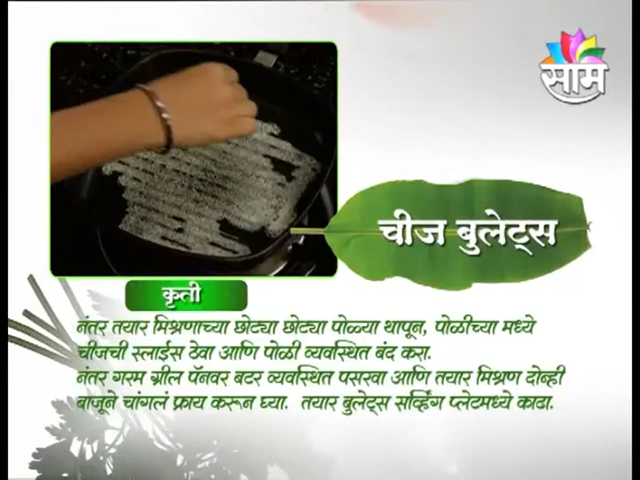 साम
चीज बुलेट्स
कृती
नंतर तयार मिश्रणाच्या छोट्या छोट्या पोळ्या थापून, पोळीच्या मध्ये
चीजची स्लाईस ठेवा आणि पोळी व्यवस्थित बंद करा.
नंतर गरम ग्रील पॅनवर बटर व्यवस्थित पसरवा आणि तयार मिश्रण दोन्ही
बाजूने चांगलं फ्राय करून घ्या. तयार बुलेट्स सर्व्हिंग प्लेटमध्ये काढा.